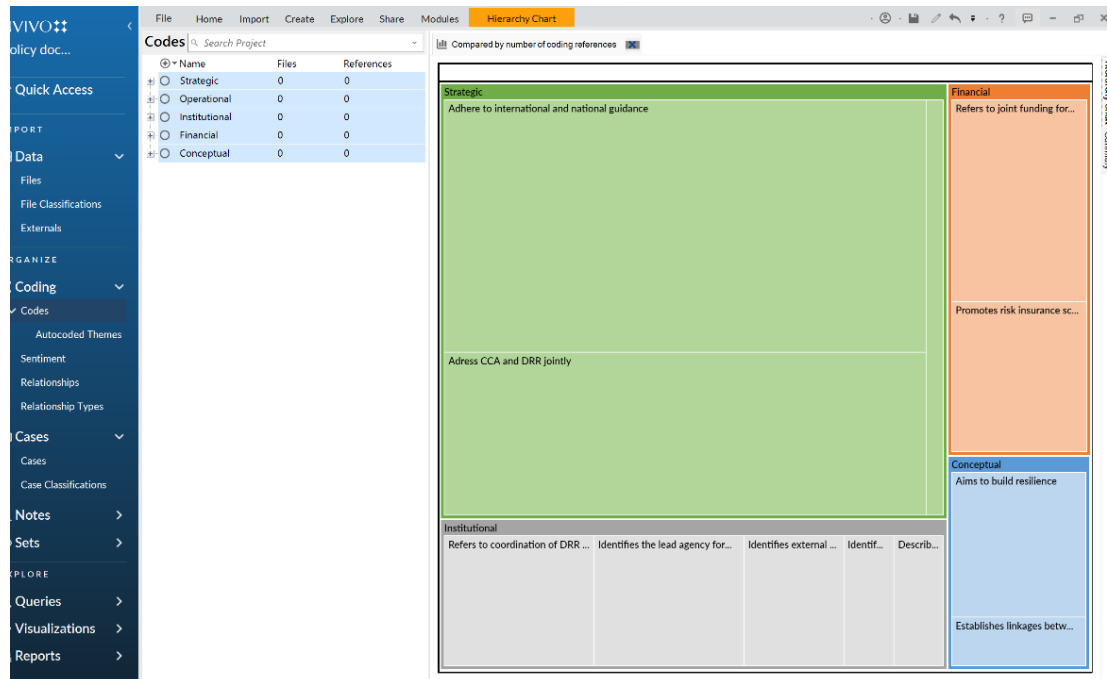 File Home Import Create Explore Share Modules Hierarchy Chart
IVIVO
olicy doc...
Quick Access
PORT
Data
Files
File Classifications
Externals
RGANIZE
Coding
Codes
Autocoded Themes
Sentiment
Relationships
Relationship Types
Cases
Cases
Case Classifications
Notes
Sets
XPLORE
Queries
Visualizations
Reports
Codes Search Project
Name Files References
Strategic 0 0
Operational 0 0
Institutional 0 0
Financial 0 0
Conceptual 0 0
Compared by number of coding references
Strategic
Adhere to international and national guidance
Adress CCA and DRR jointly
Financial
Refers to joint funding for...
Promotes risk insurance sc...
Institutional
Refers to coordination of DRR ... Identifies the lead agency for... Identifies external ... Identif... Describ...
Conceptual
Aims to build resilience
Establishes linkages betw...